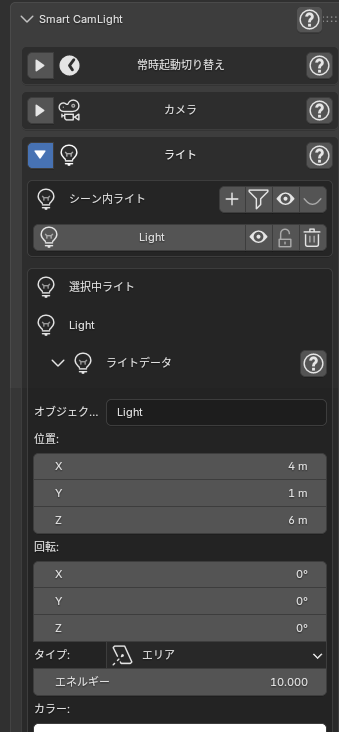 Smart CamLight
常時起動切り替え
カメラ
ライト
シーン内ライト
Light
選択中ライト
Light
ライトデータ
オブジェク... Light
位置:
X 4 m
Y 1 m
Z 6 m
回転:
X 0°
Y 0°
Z 0°
タイプ: エリア
エネルギー 10.000
カラー: